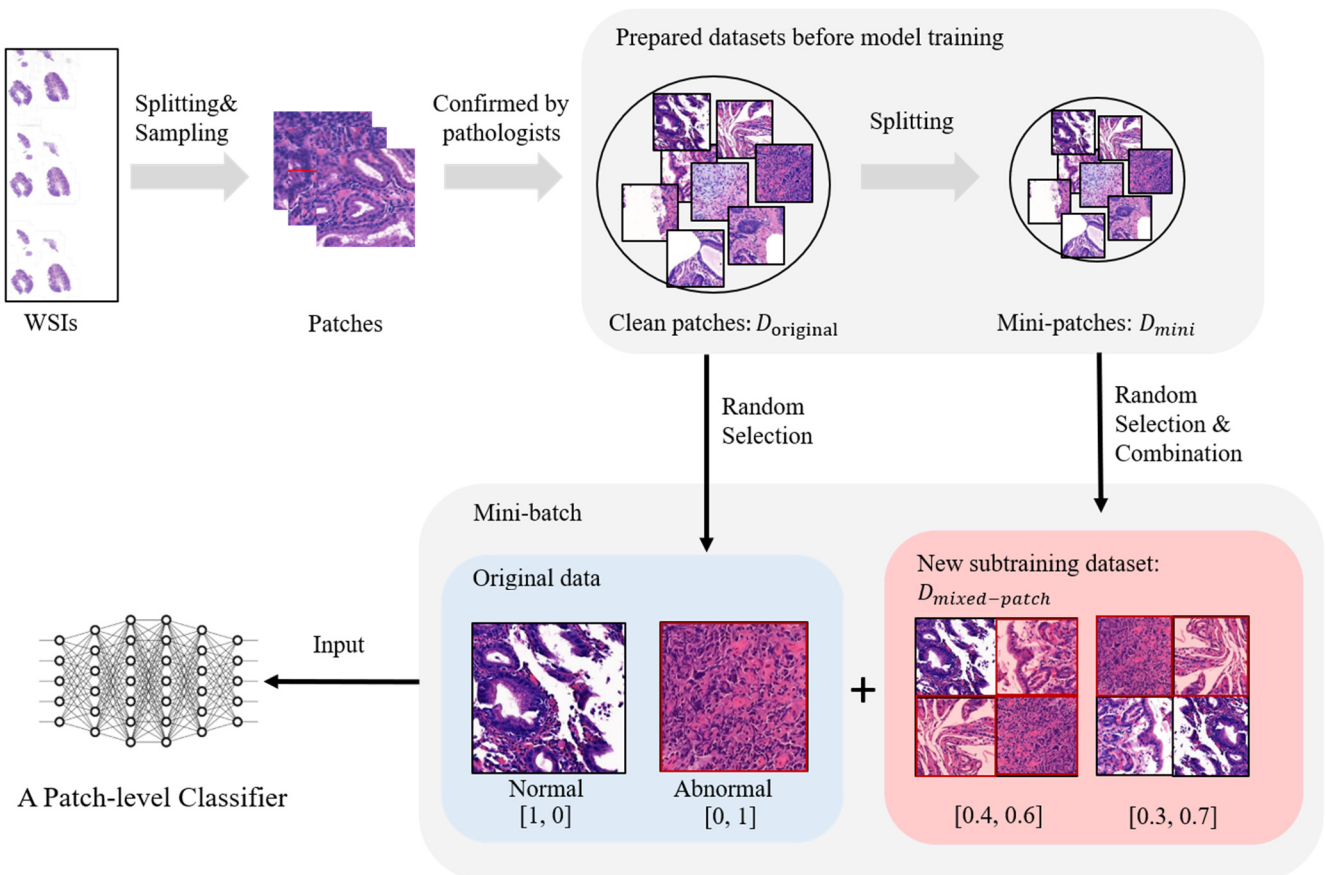 Prepared datasets before model training
Splitting&
Sampling
Confirmed by
pathologists
Splitting
WSIs
Patches
Clean patches: D_original
Mini-patches: D_mini
Random
Selection
Random
Selection &
Combination
Mini-batch
Original data
New subtraining dataset:
D_mixed−patch
Input
Normal
[1, 0]
Abnormal
[0, 1]
+
[0.4, 0.6]
[0.3, 0.7]
A Patch-level Classifier